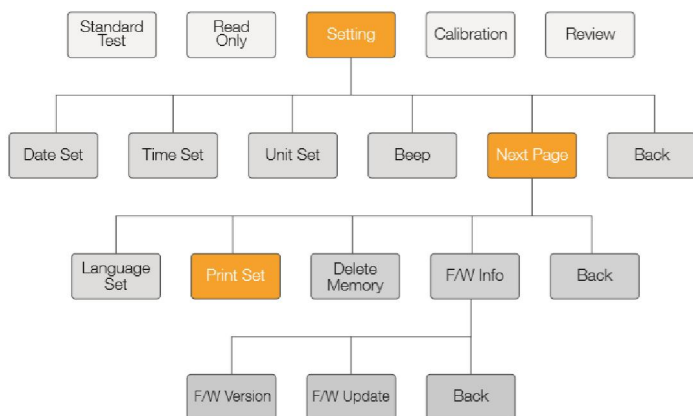 Standard
Test
Read
Only
Setting
Calibration
Review
Date Set
Time Set
Unit Set
Beep
Next Page
Back
Language
Set
Print Set
Delete
Memory
F/W Info
Back
F/W Version
F/W Update
Back